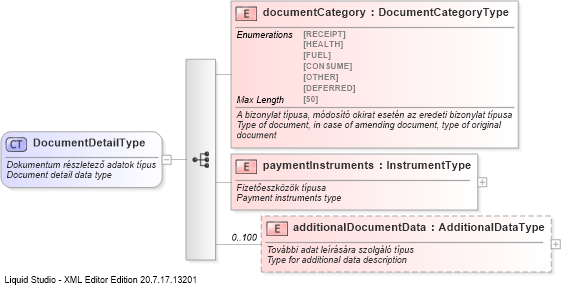 E documentCategory : DocumentCategoryType
Enumerations [RECEIPT]
[HEALTH]
[FUEL]
[CONSUME]
[OTHER]
[DEFERRED]
Max Length [50]
A bizonylat típusa, módosító okirat esetén az eredeti bizonylat típusa
Type of document, in case of amending document, type of original
document
CT DocumentDetailType
Dokumentum részletező adatok típus
Document detail data type
E paymentInstruments : InstrumentType
Fizetőeszközök típusa
Payment instruments type
0..100
E additionalDocumentData : AdditionalDataType
További adat leírására szolgáló típus
Type for additional data description
Liquid Studio - XML Editor Edition 20.7.17.13201